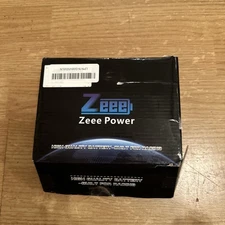 Zeee
Zeee Power
HIGH QUALITY BATTERY-BUILT FOR RACING
HIGH QUALITY BATTERY
-BUILT FOR RACING